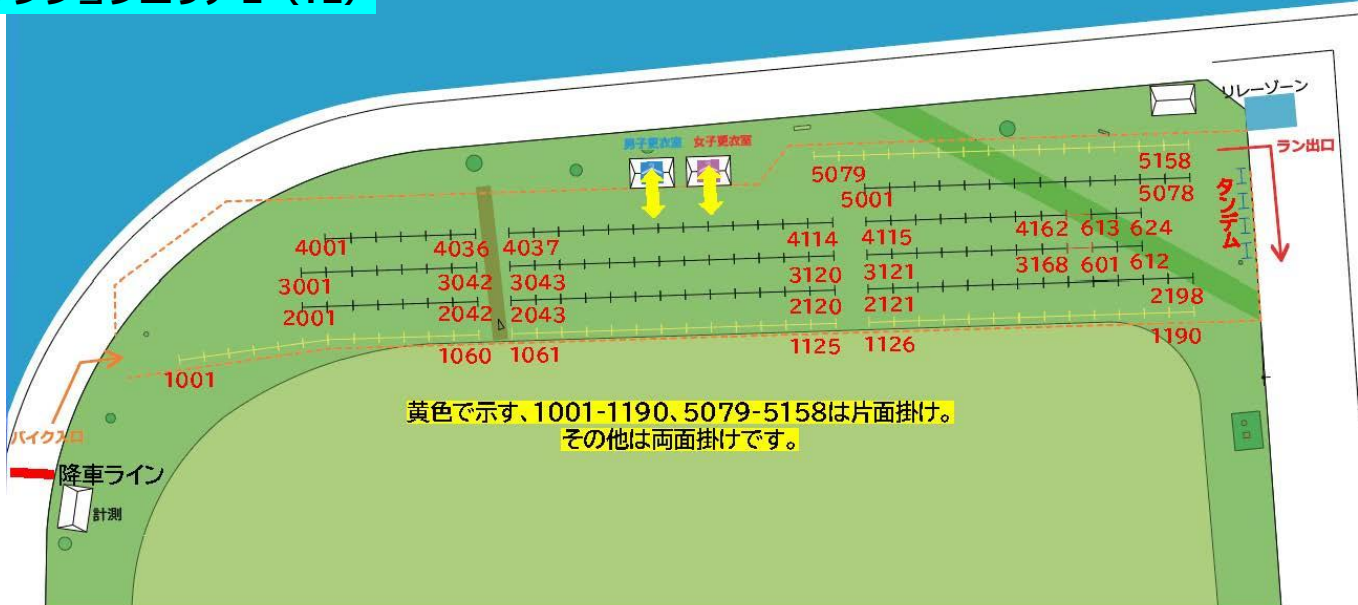 リレーゾーン
男子更衣室 女子更衣室
ラン出口
5079 5158
5001 5078
タンデム
4001 4036 4037 4114 4115 4162 613 624
3001 3042 3043 3120 3121 3168 601 612
2001 2042 2043 2120 2121 2198
1001 1060 1061 1125 1126 1190
黄色で示す、1001-1190、5079-5158は片面掛け。
その他は両面掛けです。
バイク入口
降車ライン
計測